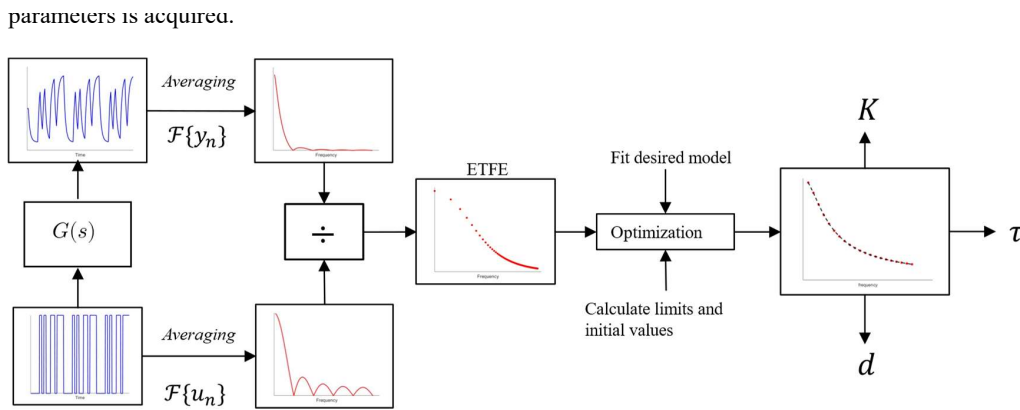 parameters is acquired.
Averaging
Time
ℱ{yₙ}
Frequency
G(s)
÷
ETFE
Frequency
Fit desired model
Optimization
Calculate limits and
initial values
K
frequency
τ
d
Time
Averaging
ℱ{uₙ}
Frequency